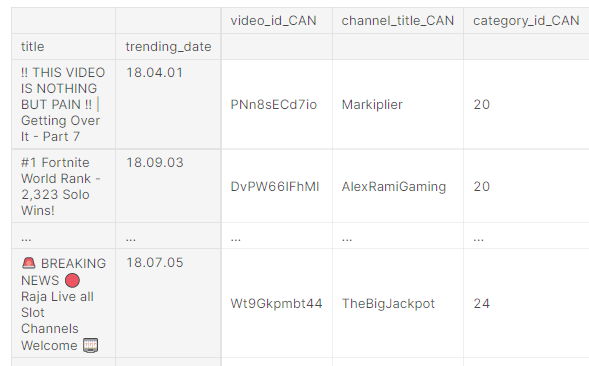 video_id_CAN channel_title_CAN category_id_CAN
title trending_date
!! THIS VIDEO
IS NOTHING
BUT PAIN !! |
Getting Over
It - Part 7
18.04.01
PNn8sECd7io
Markiplier
20
#1 Fortnite
World Rank -
2,323 Solo
Wins!
18.09.03
DvPW66IFhMI
AlexRamiGaming
20
... ... ... ... ...
🚨 BREAKING
NEWS 🔴
Raja Live all
Slot
Channels
Welcome 🎰
18.07.05
Wt9Gkpmbt44
TheBigJackpot
24